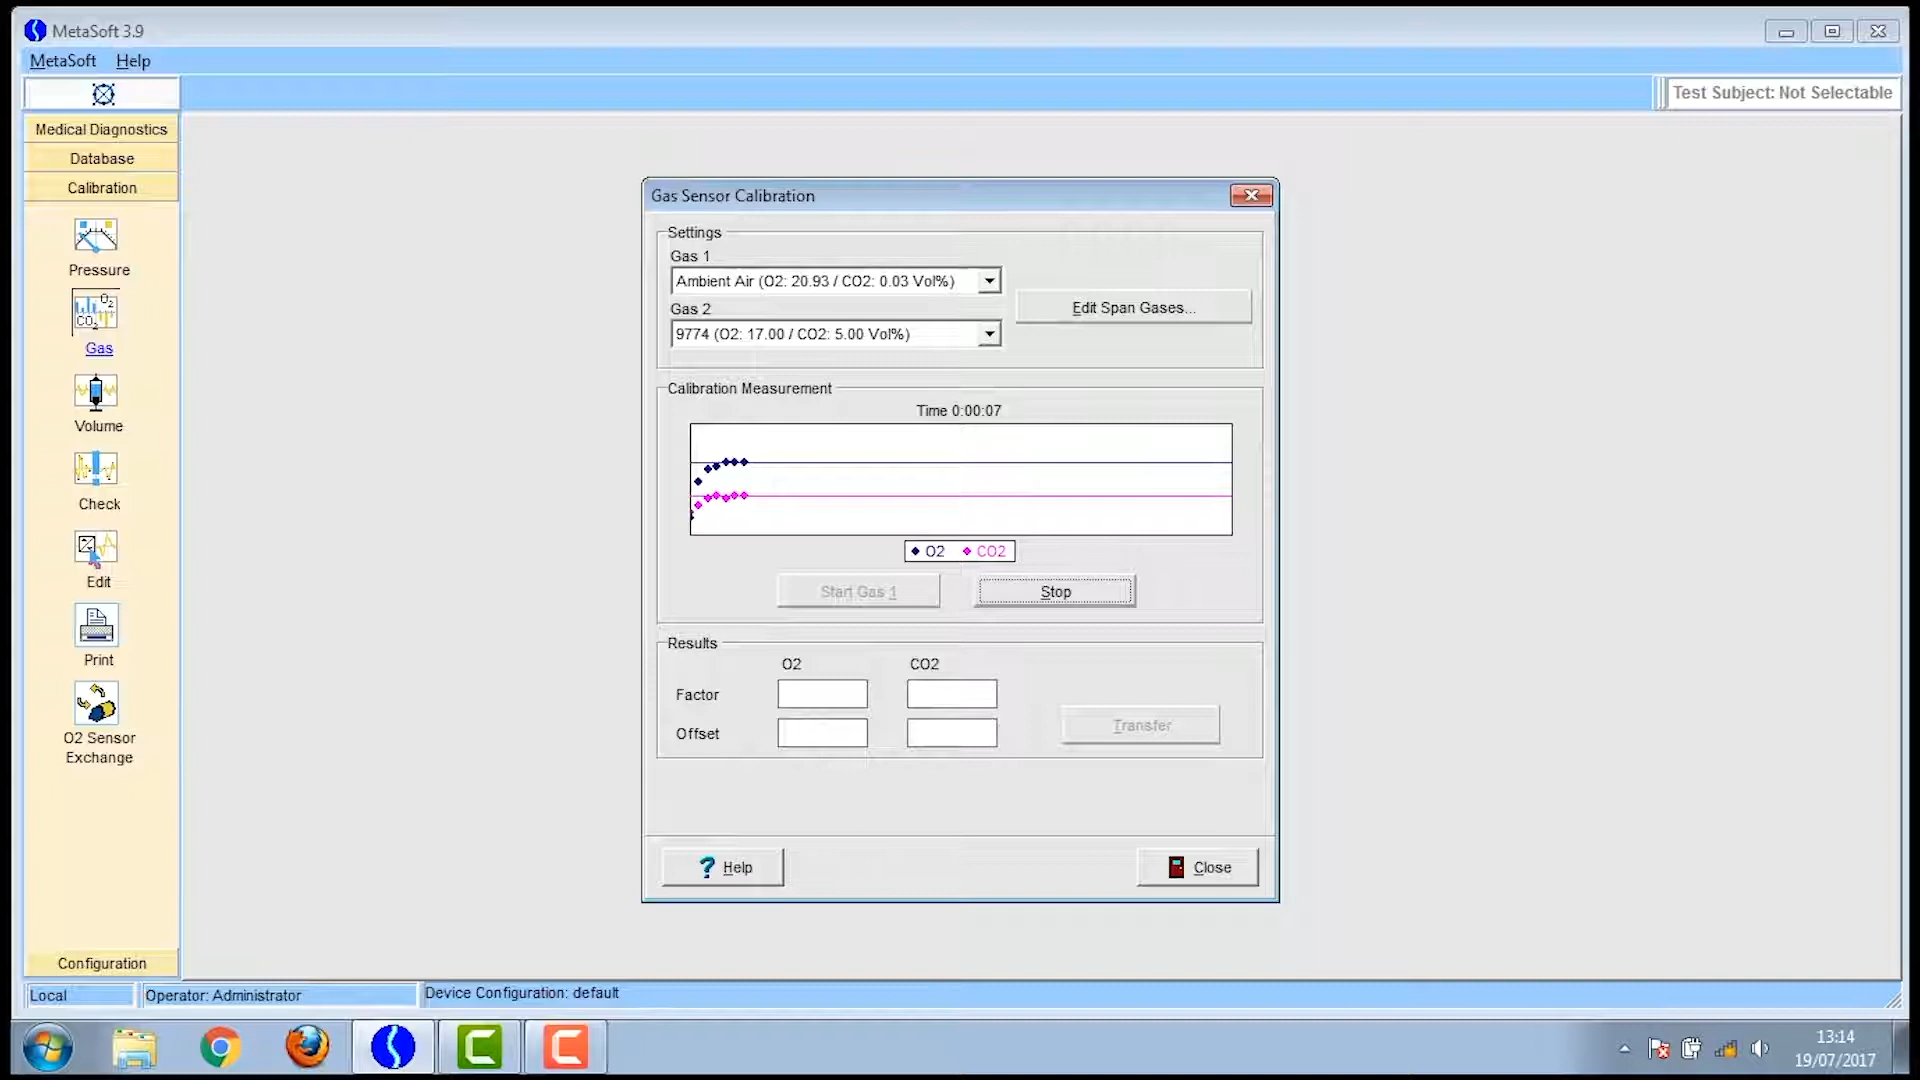 MetaSoft 3.9
MetaSoft Help
Test Subject: Not Selectable
Medical Diagnostics
Database
Calibration
Pressure
O2
CO2
Gas
Volume
Check
Edit
Print
O2 Sensor
Exchange
Configuration
Gas Sensor Calibration
Settings
Gas 1
Ambient Air (O2: 20.93 / CO2: 0.03 Vol%)
Edit Span Gases...
Gas 2
9774 (O2: 17.00 / CO2: 5.00 Vol%)
Calibration Measurement
Time 0:00:07
O2 CO2
Start Gas 1 Stop
Results
O2 CO2
Factor
Offset
Transfer
? Help Close
Local Operator: Administrator Device Configuration: default
13:14
19/07/2017